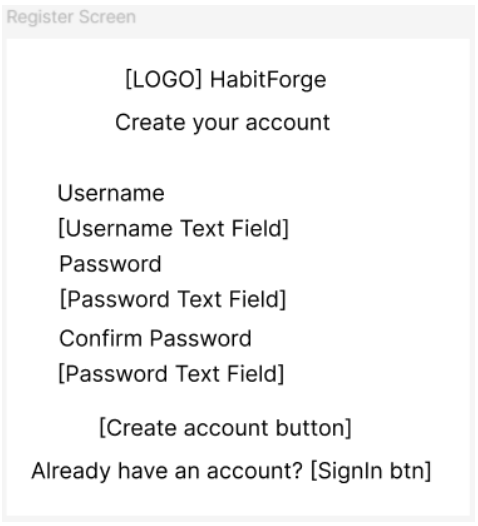 Register Screen
[LOGO] HabitForge
Create your account
Username
[Username Text Field]
Password
[Password Text Field]
Confirm Password
[Password Text Field]
[Create account button]
Already have an account? [SignIn btn]